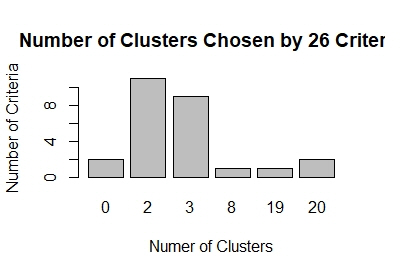 Number of Clusters Chosen by 26 Criter
Number of Criteria
8
4
0
0 2 3 8 19 20
Numer of Clusters